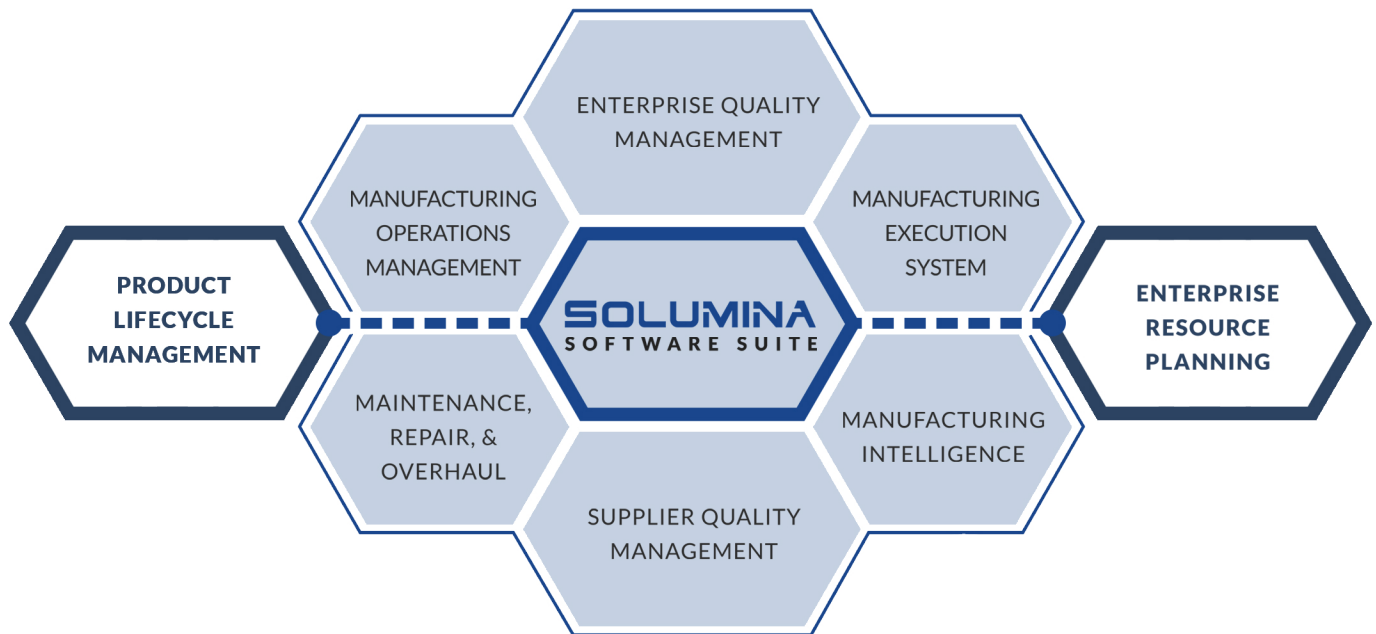 ENTERPRISE QUALITY
MANAGEMENT
MANUFACTURING
OPERATIONS
MANAGEMENT
MANUFACTURING
EXECUTION
SYSTEM
PRODUCT
LIFECYCLE
MANAGEMENT
SOLUMINA
SOFTWARE SUITE
ENTERPRISE
RESOURCE
PLANNING
MAINTENANCE,
REPAIR, &
OVERHAUL
MANUFACTURING
INTELLIGENCE
SUPPLIER QUALITY
MANAGEMENT